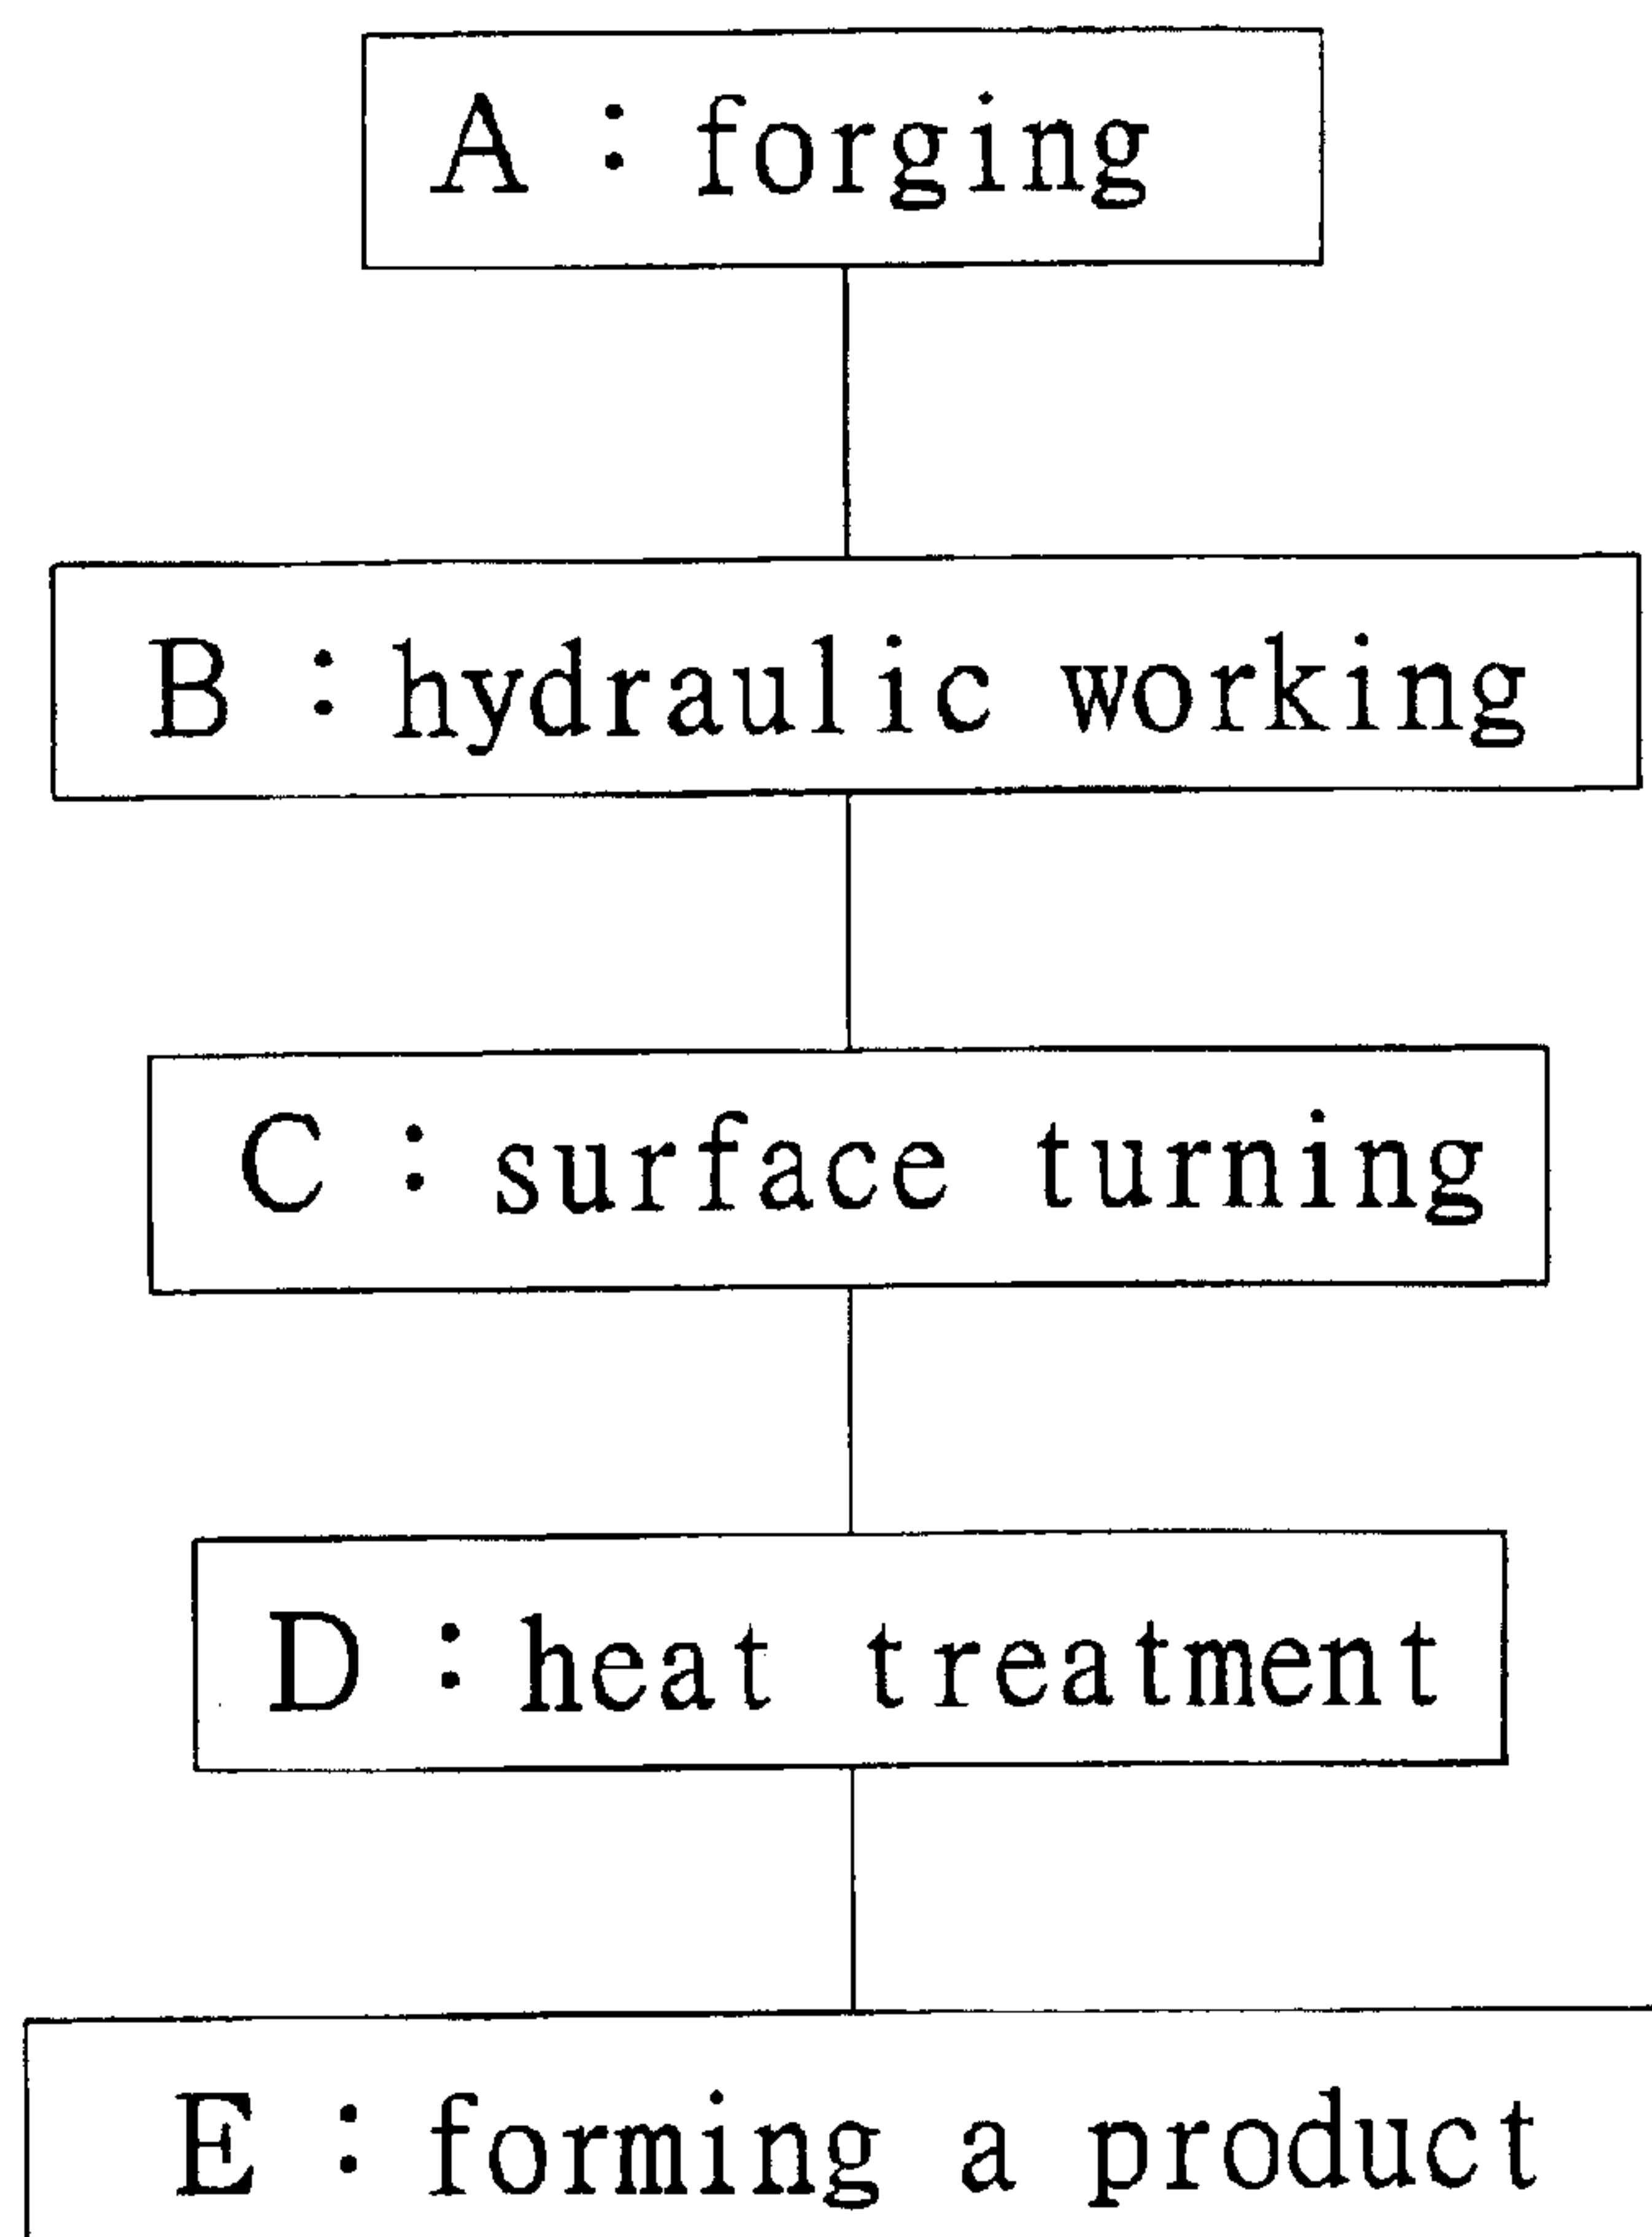 A : forging
B : hydraulic working
C : surface turning
D : heat treatment
E : forming a product